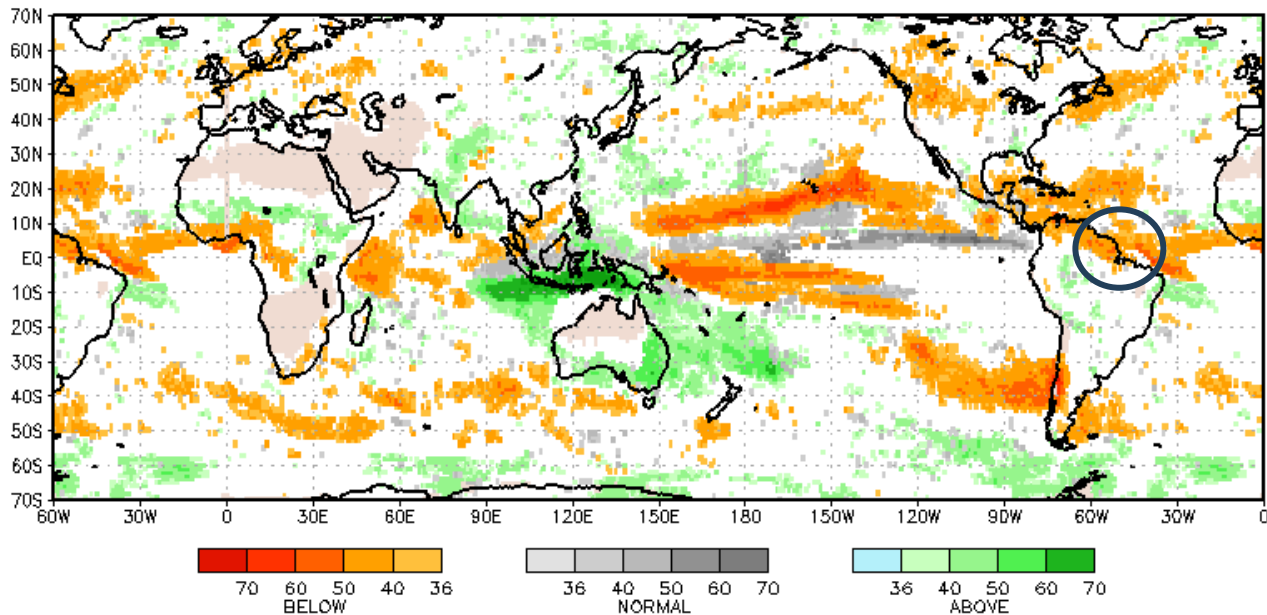 70N
60N
50N
40N
30N
20N
10N
EQ
10S
20S
30S
40S
50S
60S
70S
60W 30W 0 30E 60E 90E 120E 150E 180 150W 120W 90W 60W 30W 0
70 60 50 40 36 36 40 50 60 70 36 40 50 60 70
BELOW NORMAL ABOVE